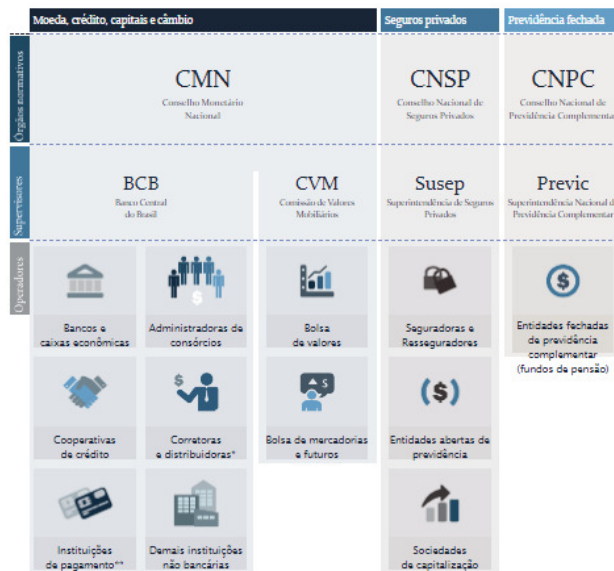 Moeda, crédito, capitais e câmbio
Seguros privados
Previdência fechada
Órgãos normativos
CMN
Conselho Monetário
Nacional
CNSP
Conselho Nacional de
Seguros Privados
CNPC
Conselho Nacional de
Previdência Complementa
Supervisores
BCB
Banco Central
do Brasil
CVM
Comissão de Valores
Mobiliários
Susep
Superintendência de Seguros
Privados
Previc
Superintendência Nacional d
Previdência Complementar
Operadores
Bancos e
caixas econômicas
Administradoras de
consórcios
Bolsa
de valores
Seguradoras e
Resseguradores
Entidades fechadas
de previdência
complementar
(fundos de pensão)
Cooperativas
de crédito
Corretoras
e distribuidoras*
Bolsa de mercadorias
e futuros
Entidades abertas de
previdência
Instituições
de pagamento**
Demais instituições
não bancárias
Sociedades
de capitalização